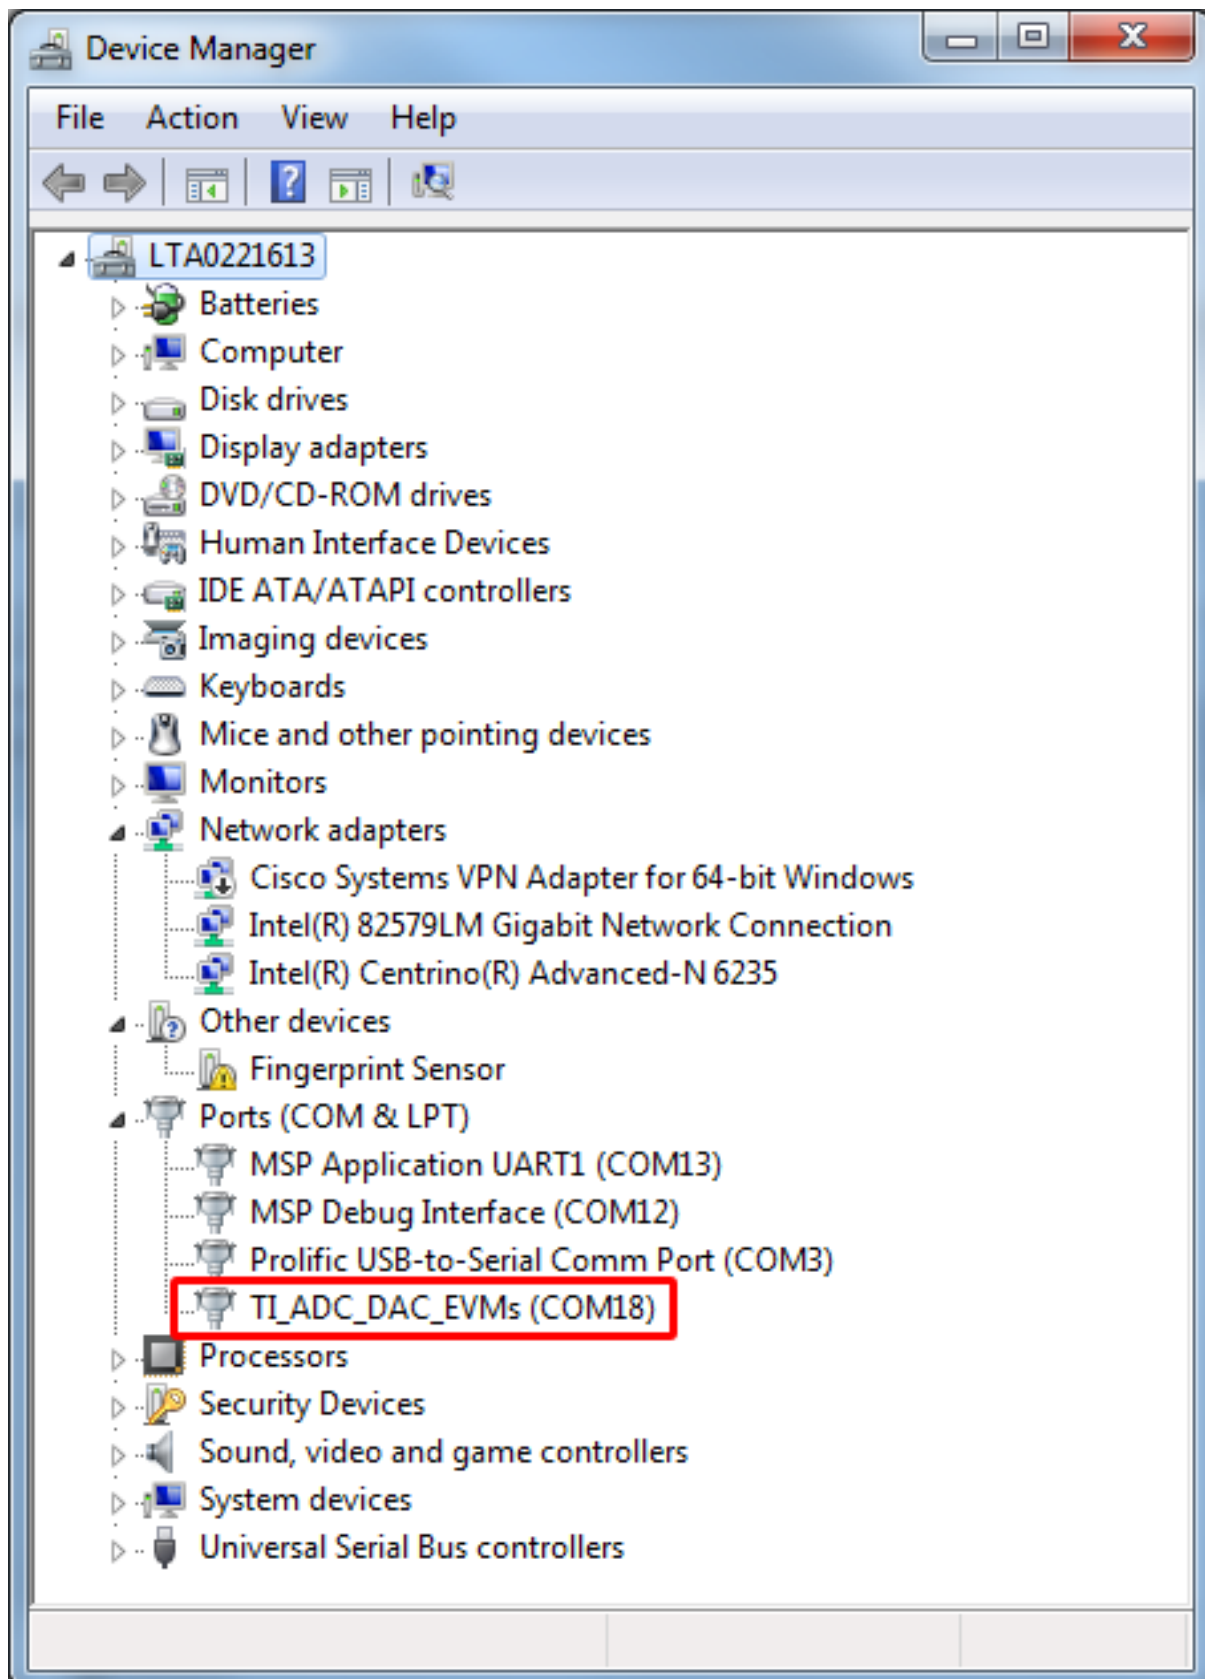 Device Manager
File Action View Help
LTA0221613
Batteries
Computer
Disk drives
Display adapters
DVD/CD-ROM drives
Human Interface Devices
IDE ATA/ATAPI controllers
Imaging devices
Keyboards
Mice and other pointing devices
Monitors
Network adapters
Cisco Systems VPN Adapter for 64-bit Windows
Intel(R) 82579LM Gigabit Network Connection
Intel(R) Centrino(R) Advanced-N 6235
Other devices
Fingerprint Sensor
Ports (COM & LPT)
MSP Application UART1 (COM13)
MSP Debug Interface (COM12)
Prolific USB-to-Serial Comm Port (COM3)
TI_ADC_DAC_EVMs (COM18)
Processors
Security Devices
Sound, video and game controllers
System devices
Universal Serial Bus controllers